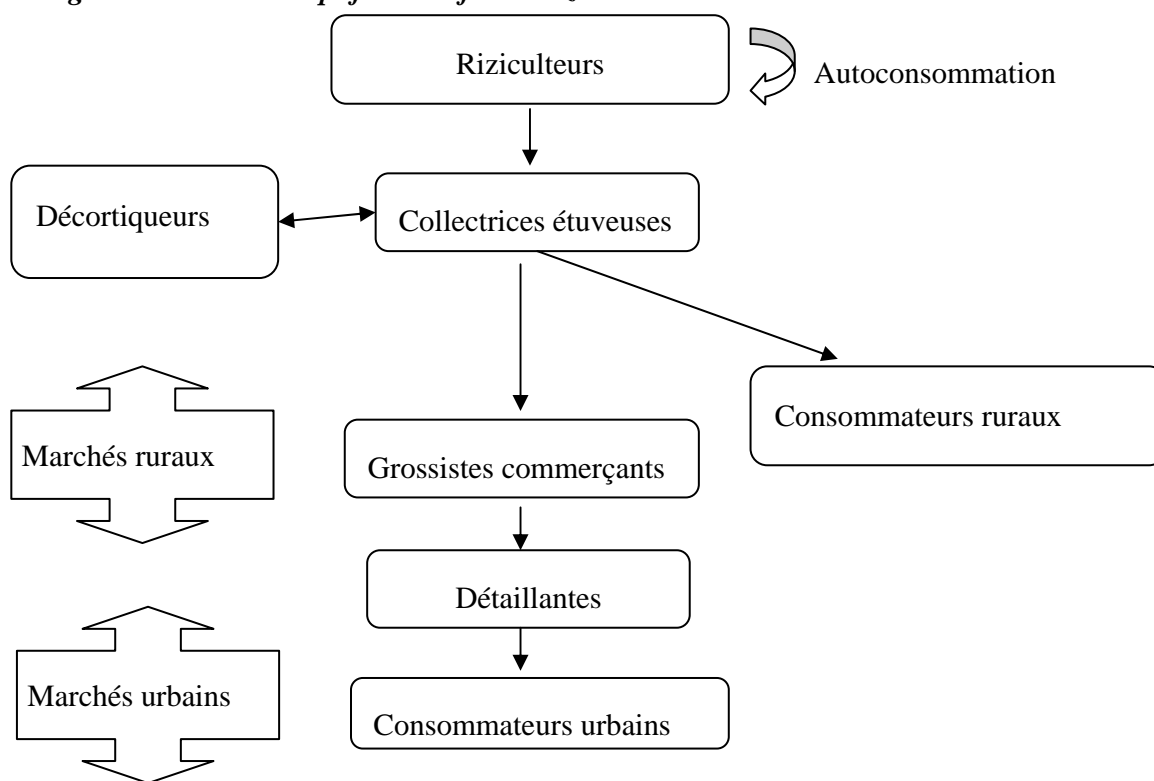 Riziculteurs
Autoconsommation
Décortiqueurs
Collectrices étuveuses
Consommateurs ruraux
Marchés ruraux
Grossistes commerçants
Détaillantes
Marchés urbains
Consommateurs urbains